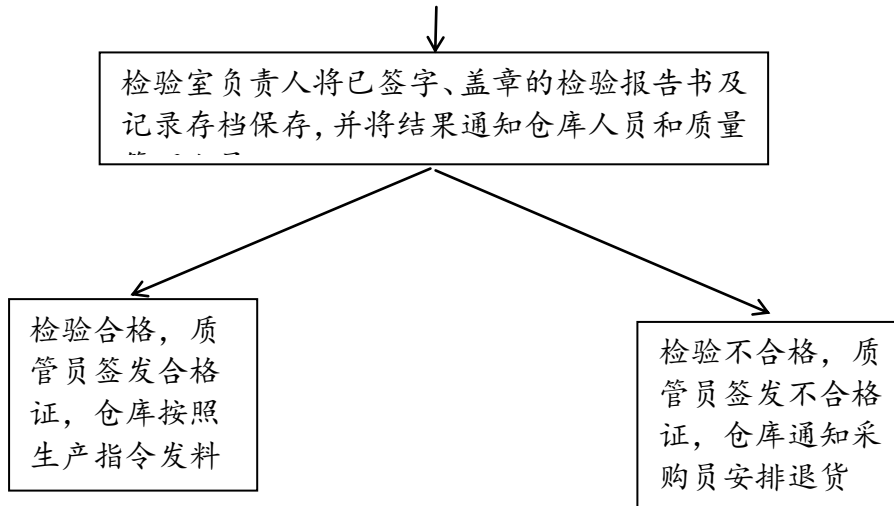 检验室负责人将已签字、盖章的检验报告书及
记录存档保存,并将结果通知仓库人员和质量
检验合格，质
管员签发合格
证，仓库按照
生产指令发料
检验不合格，质
管员签发不合格
证，仓库通知采
购员安排退货